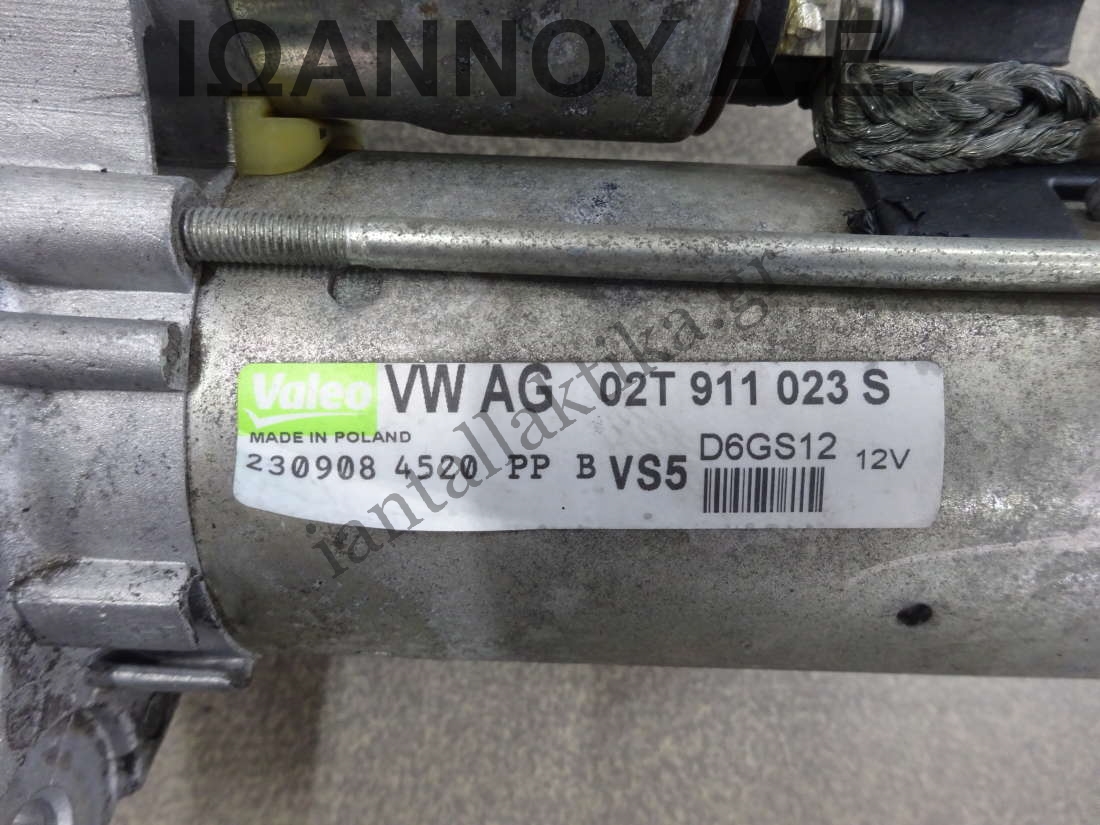 ΙΩΑΝΝΟΥ Α.Ε.
Valeo VW AG 02T 911 023 S
MADE IN POLAND
230908 4520 PP B VS5 D6GS12 12V
iantallaktika.gr